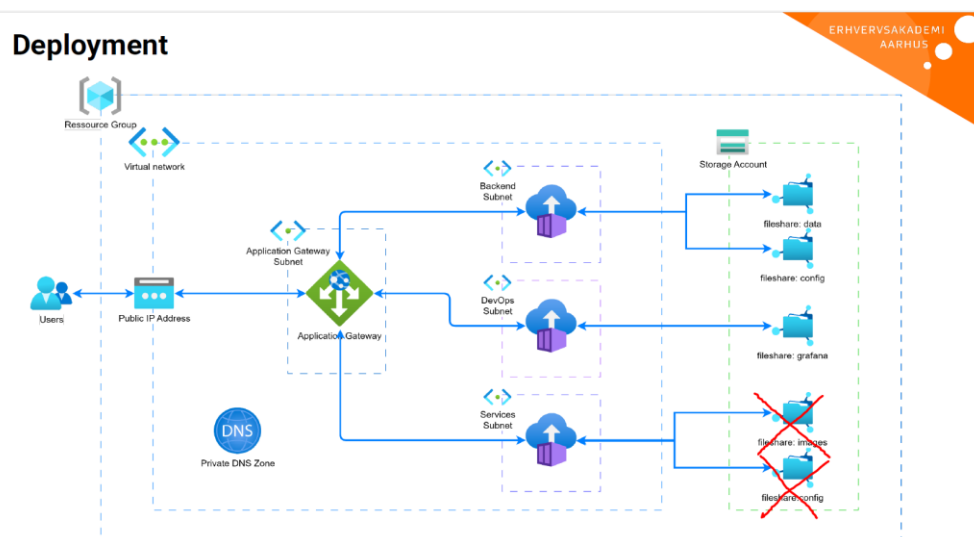 ERHVERVSAKADEMI
AARHUS
Deployment
Ressource Group
Virtual network
Storage Account
Backend
Subnet
fileshare: data
Application Gateway
Subnet
fileshare: config
DevOps
Subnet
Users
Public IP Address
Application Gateway
fileshare: grafana
Services
Subnet
DNS
fileshare: images
Private DNS Zone
fileshare: config